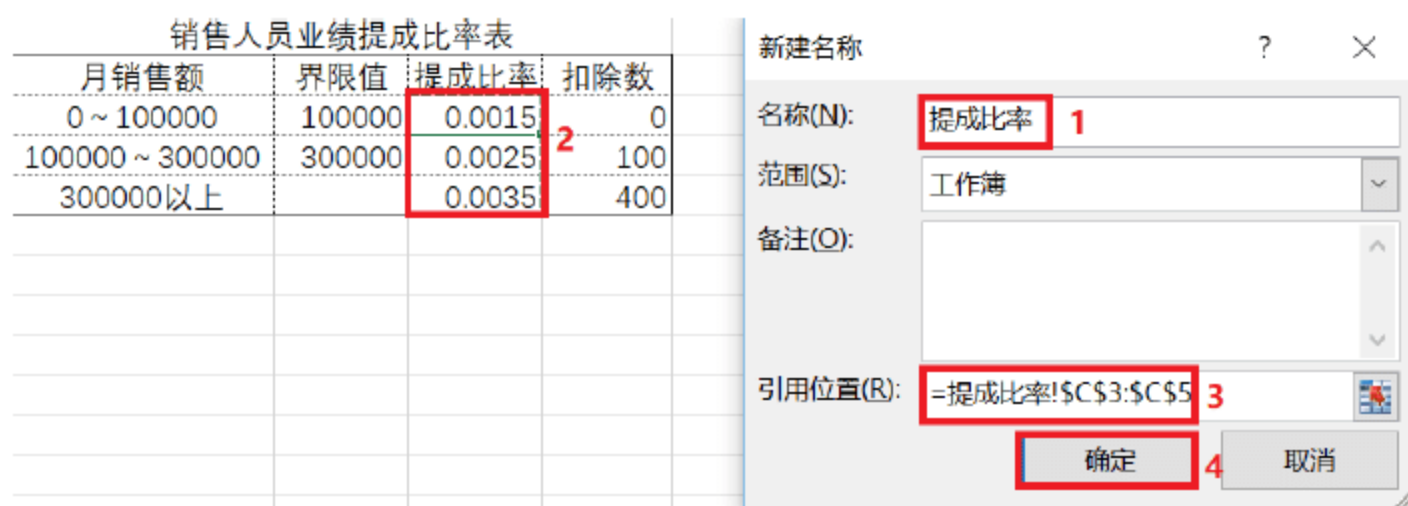 销售人员业绩提成比率表
月销售额 界限值 提成比率 扣除数
0 ~ 100000 100000 0.0015 0
100000 ~ 300000 300000 0.0025 100
300000以上 0.0035 400
2
新建名称 ?
名称(N): 提成比率 1
范围(S): 工作簿
备注(O):
引用位置(R): =提成比率!$C$3:$C$5 3
确定 4 取消